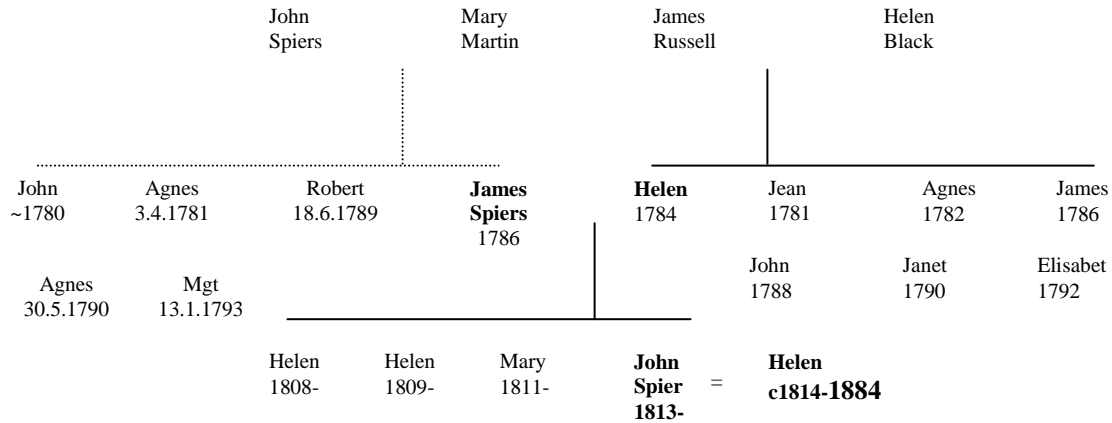 John Mary James Helen
Spiers Martin Russell Black
John Agnes Robert James Helen Jean Agnes James
~1780 3.4.1781 18.6.1789 Spiers 1784 1781 1782 1786
1786
John Janet Elisabet
Agnes Mgt 1788 1790 1792
30.5.1790 13.1.1793
Helen Helen Mary John Helen
1808- 1809- 1811- Spier = c1814-1884
1813-